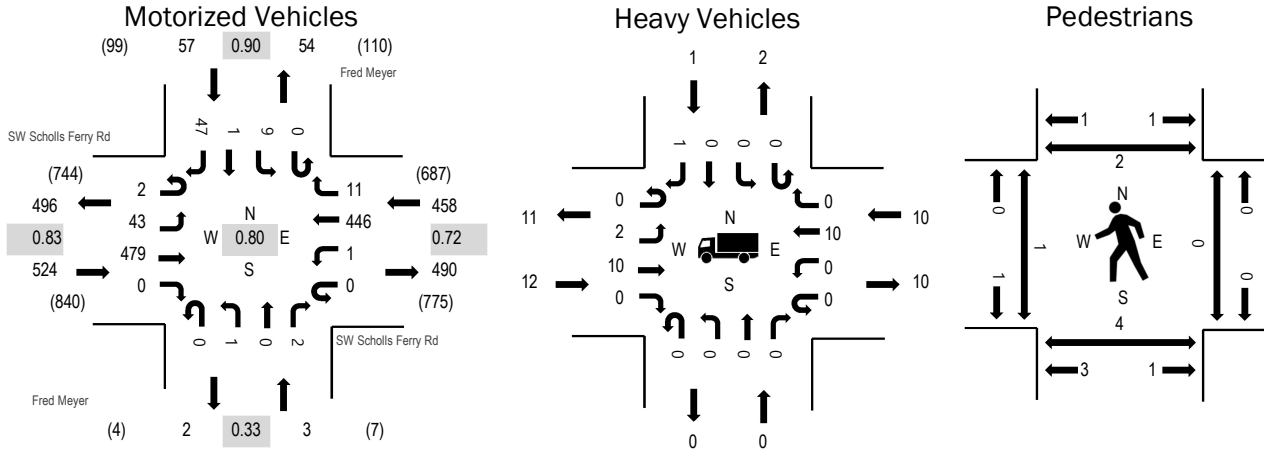 Motorized Vehicles
(99) 57 0.90 54 (110)
Fred Meyer
SW Scholls Ferry Rd
47 1 9 0
(744) 2 11 (687)
496 43 446 458
0.83 479 1 0.72
524 0 0 490
(840) (775)
N
W 0.80 E
S
0 1 0 2
SW Scholls Ferry Rd
Fred Meyer
(4) 2 0.33 3 (7)
Heavy Vehicles
1 2
1 0 0 0
0 0
11 2 10 10
12 10 0 10
0 0
N
W E
S
0 0 0 0
0 0
Pedestrians
1 1
2
0 0
N
W E
S
1 0
1 0
4
3 1